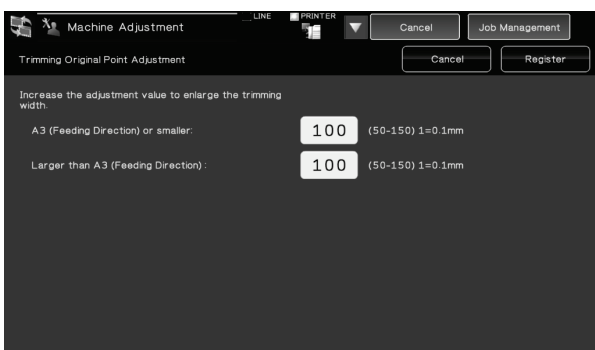 Machine Adjustment
LINE
PRINTER
Cancel
Job Management
Trimming Original Point Adjustment
Cancel
Register
Increase the adjustment value to enlarge the trimming
width.
A3 (Feeding Direction) or smaller:
100
(50-150) 1=0.1mm
Larger than A3 (Feeding Direction) :
100
(50-150) 1=0.1mm